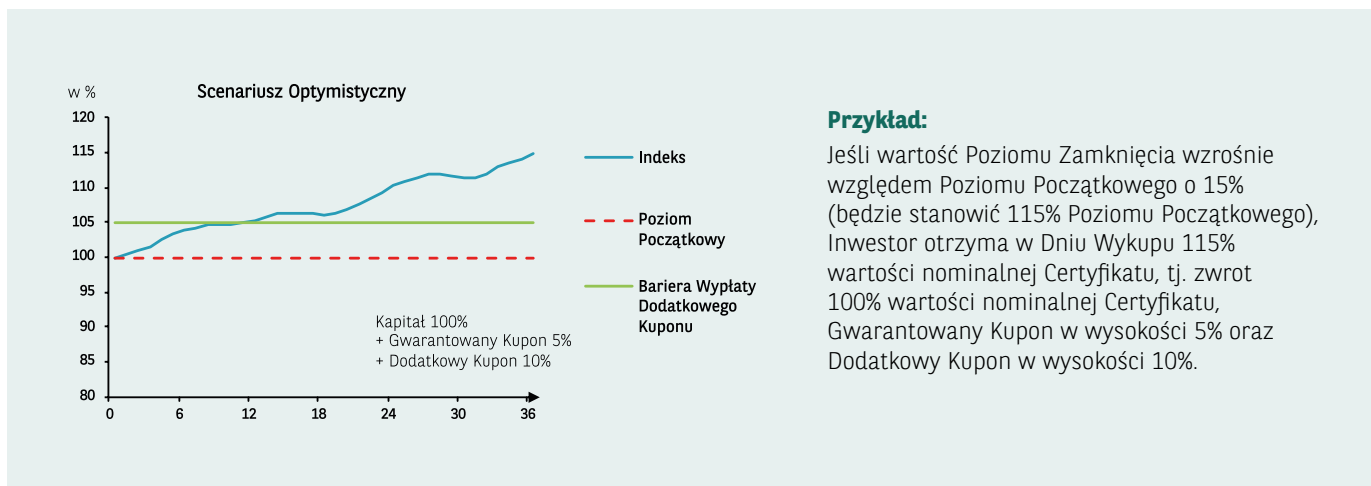 w %
Scenariusz Optymistyczny
120
115
110
105
100
95
90
85
80
0
6
12
18
24
30
36
Kapitał 100%
+ Gwarantowany Kupon 5%
+ Dodatkowy Kupon 10%
Indeks
Poziom
Początkowy
Bariera Wypłaty
Dodatkowego
Kuponu
Przykład:
Jeśli wartość Poziomu Zamknięcia wzrośnie
względem Poziomu Początkowego o 15%
(będzie stanowić 115% Poziomu Początkowego),
Inwestor otrzyma w Dniu Wykupu 115%
wartości nominalnej Certyfikatu, tj. zwrot
100% wartości nominalnej Certyfikatu,
Gwarantowany Kupon w wysokości 5% oraz
Dodatkowy Kupon w wysokości 10%.